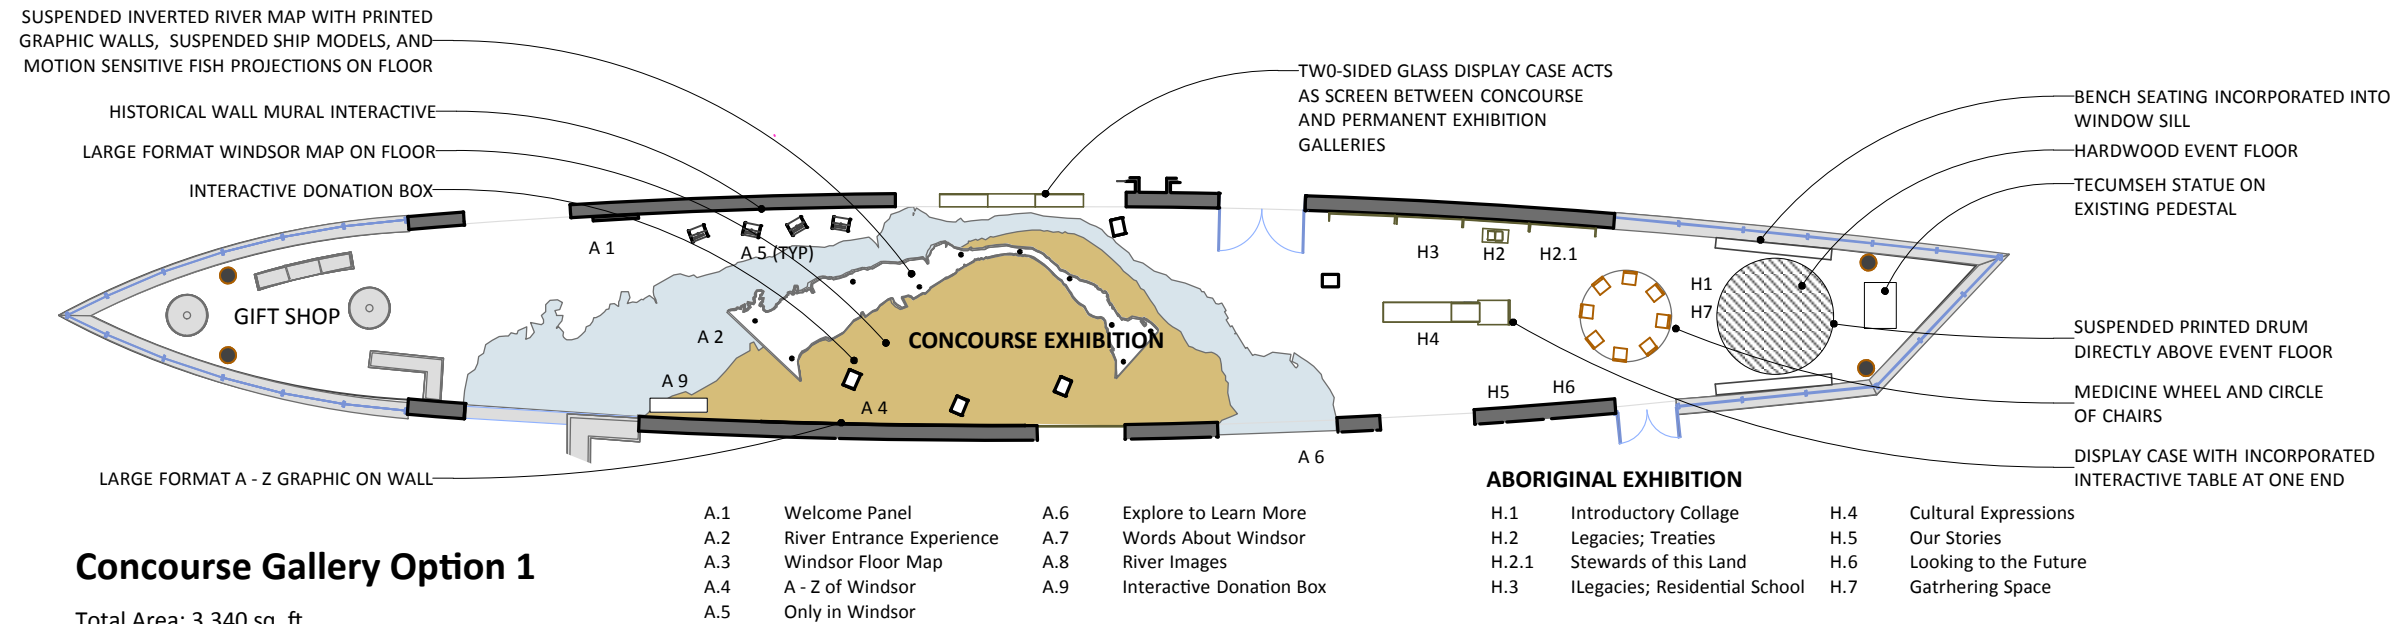 SUSPENDED INVERTED RIVER MAP WITH PRINTED
GRAPHIC WALLS, SUSPENDED SHIP MODELS, AND
MOTION SENSITIVE FISH PROJECTIONS ON FLOOR
HISTORICAL WALL MURAL INTERACTIVE
LARGE FORMAT WINDSOR MAP ON FLOOR
INTERACTIVE DONATION BOX
TW0-SIDED GLASS DISPLAY CASE ACTS
AS SCREEN BETWEEN CONCOURSE
AND PERMANENT EXHIBITION
GALLERIES
BENCH SEATING INCORPORATED INTO
WINDOW SILL
HARDWOOD EVENT FLOOR
TECUMSEH STATUE ON
EXISTING PEDESTAL
SUSPENDED PRINTED DRUM
DIRECTLY ABOVE EVENT FLOOR
MEDICINE WHEEL AND CIRCLE
OF CHAIRS
DISPLAY CASE WITH INCORPORATED
INTERACTIVE TABLE AT ONE END
A 1
A 5 (TYP)
H3
H2
H2.1
H1
H7
GIFT SHOP
A 2
CONCOURSE EXHIBITION
H4
A 9
A 4
H5
H6
A 6
LARGE FORMAT A - Z GRAPHIC ON WALL
ABORIGINAL EXHIBITION
A.1 Welcome Panel
A.2 River Entrance Experience
A.3 Windsor Floor Map
A.4 A - Z of Windsor
A.5 Only in Windsor
A.6 Explore to Learn More
A.7 Words About Windsor
A.8 River Images
A.9 Interactive Donation Box
H.1 Introductory Collage
H.2 Legacies; Treaties
H.2.1 Stewards of this Land
H.3 ILegacies; Residential School
H.4 Cultural Expressions
H.5 Our Stories
H.6 Looking to the Future
H.7 Gatrhering Space
Concourse Gallery Option 1
Total Area: 3,340 sq. ft